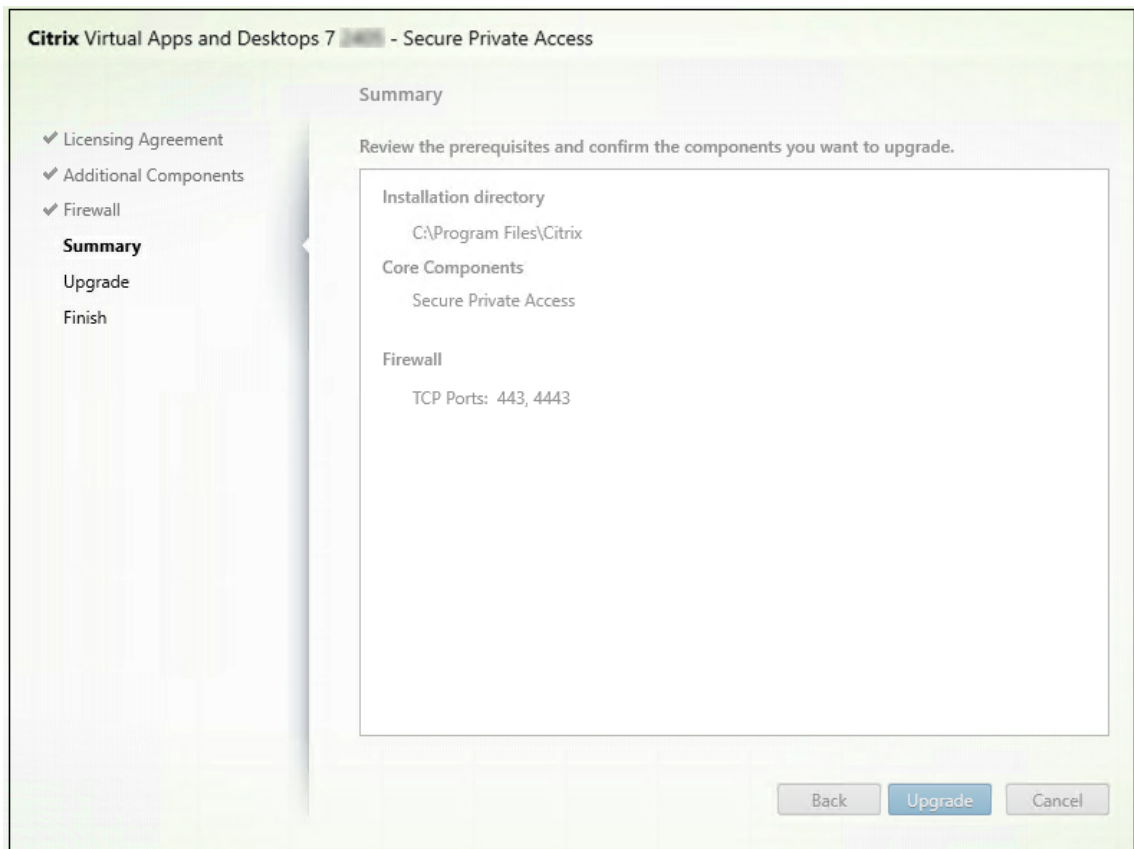 Citrix Virtual Apps and Desktops 7 - Secure Private Access
Summary
Licensing Agreement
Additional Components
Firewall
Summary
Upgrade
Finish
Review the prerequisites and confirm the components you want to upgrade.
Installation directory
C:\Program Files\Citrix
Core Components
Secure Private Access
Firewall
TCP Ports: 443, 4443
Back
Upgrade
Cancel